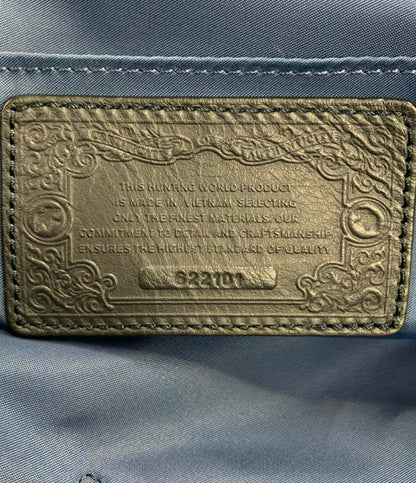 THIS HUNTING WORLD PRODUCT
IS MADE IN VIETNAM SELECTING
ONLY THE FINEST MATERIALS. OUR
COMMITMENT TO DETAIL AND CRAFTSMANSHIP
ENSURES THE HIGHEST STANDARD OF QUALITY.
622101